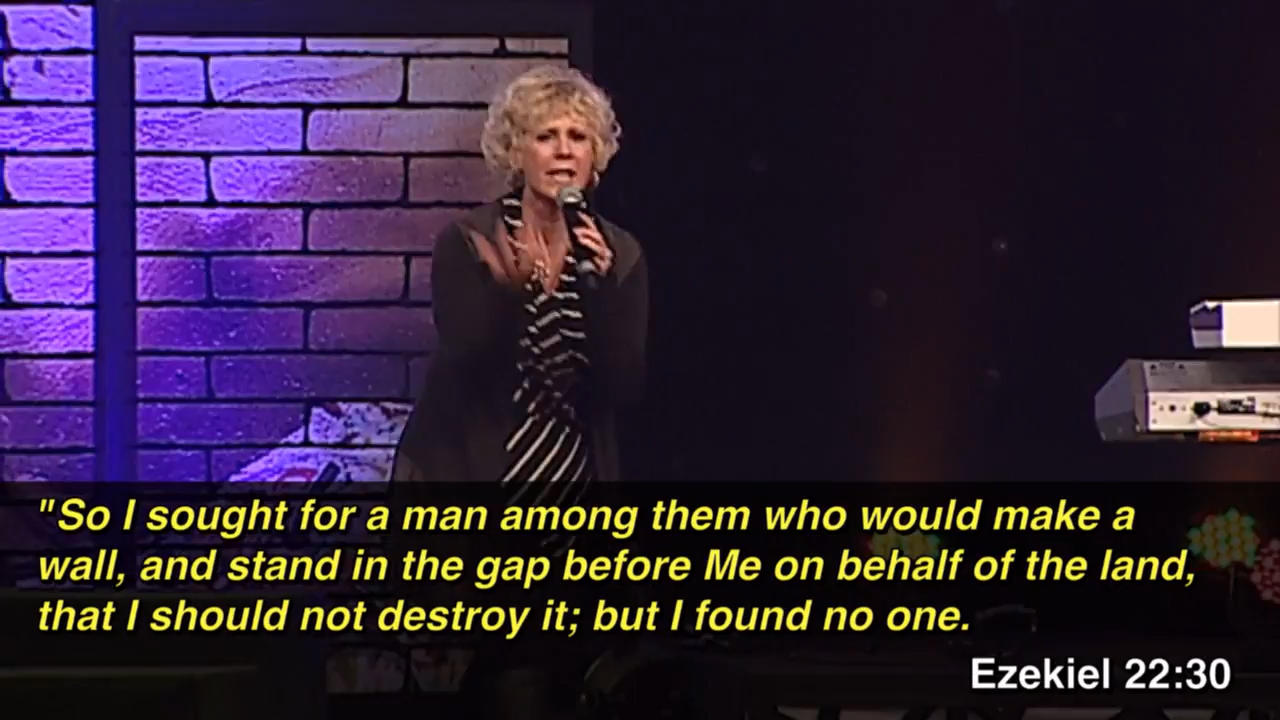 "So I sought for a man among them who would make a
wall, and stand in the gap before Me on behalf of the land,
that I should not destroy it; but I found no one.
Ezekiel 22:30